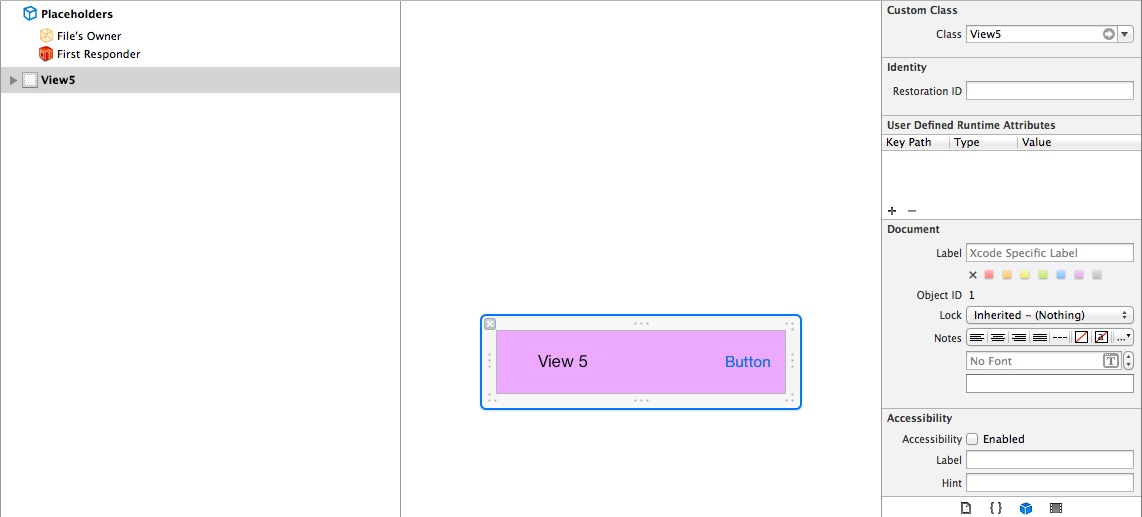 Placeholders
File's Owner
First Responder
View5
View 5
Button
Custom Class
Class View5
Identity
Restoration ID
User Defined Runtime Attributes
Key Path Type Value
Document
Label Xcode Specific Label
Object ID 1
Lock Inherited - (Nothing)
Notes
No Font T
Accessibility
Accessibility Enabled
Label
Hint